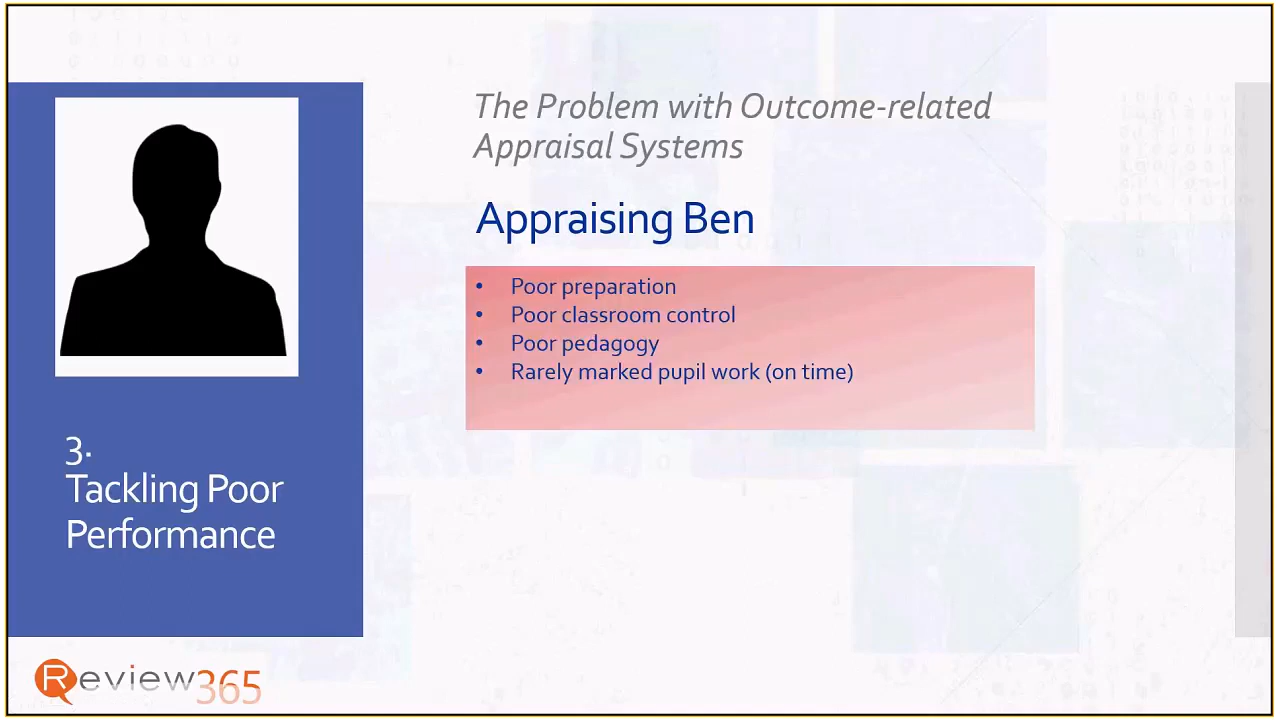 The Problem with Outcome-related
Appraisal Systems
Appraising Ben
• Poor preparation
• Poor classroom control
• Poor pedagogy
• Rarely marked pupil work (on time)
3.
Tackling Poor
Performance
Review365